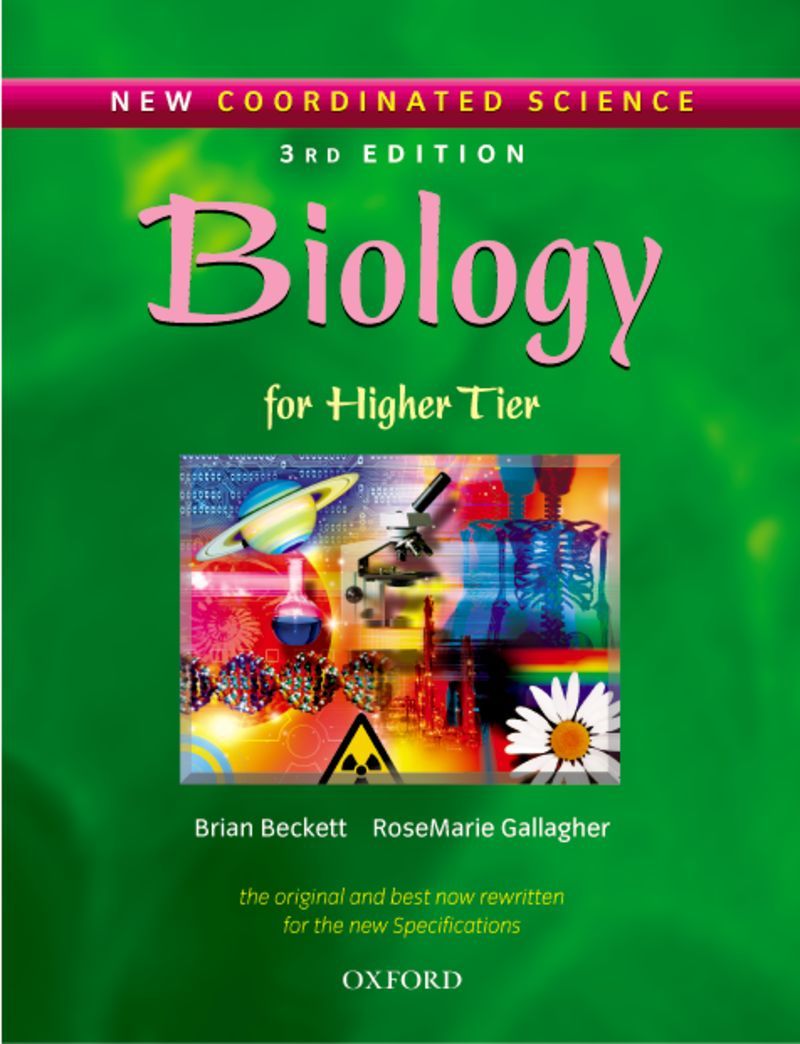 NEW COORDINATED SCIENCE
3RD EDITION
Biology
for Higher Tier
Brian Beckett RoseMarie Gallagher
the original and best now rewritten
for the new Specifications
OXFORD